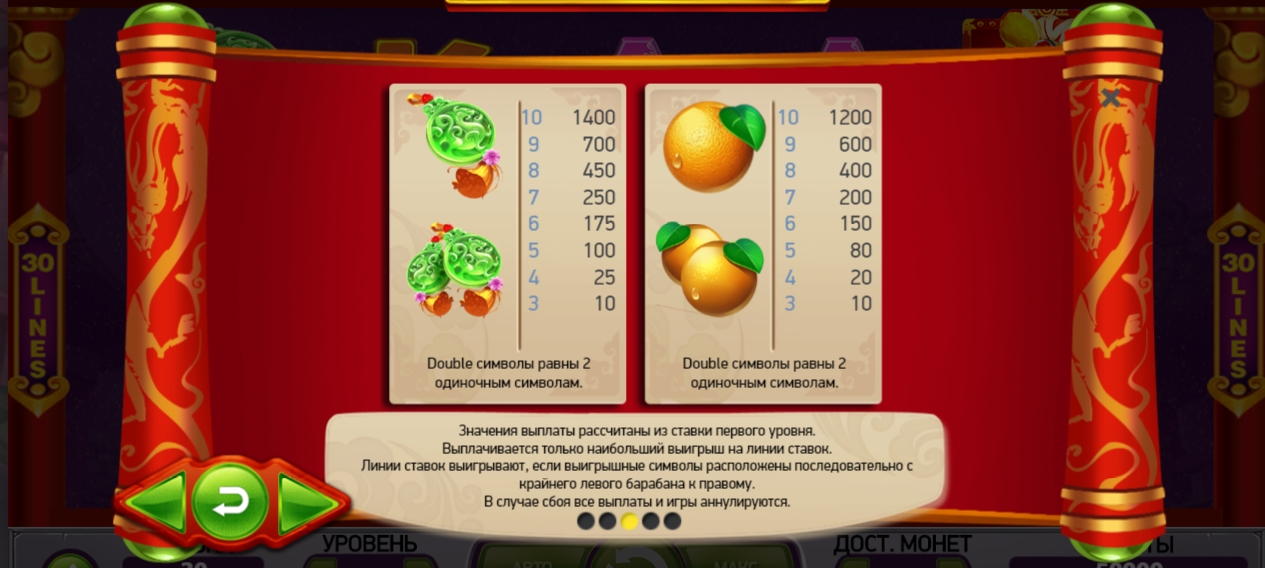 30
LINES
10 1400
9 700
8 450
7 250
6 175
5 100
4 25
3 10
Double символы равны 2
одиночным символам.
10 1200
9 600
8 400
7 200
6 150
5 80
4 20
3 10
Double символы равны 2
одиночным символам.
30
LINES
Значения выплаты рассчитаны из ставки первого уровня.
Выплачивается только наибольший выигрыш на линии ставок.
Линии ставок выигрывают, если выигрышные символы расположены последовательно с
крайнего левого барабана к правому.
В случае сбоя все выплаты и игры аннулируются.
УРОВЕНЬ
ДОСТ. МОНЕТ
АВТО
МАКС